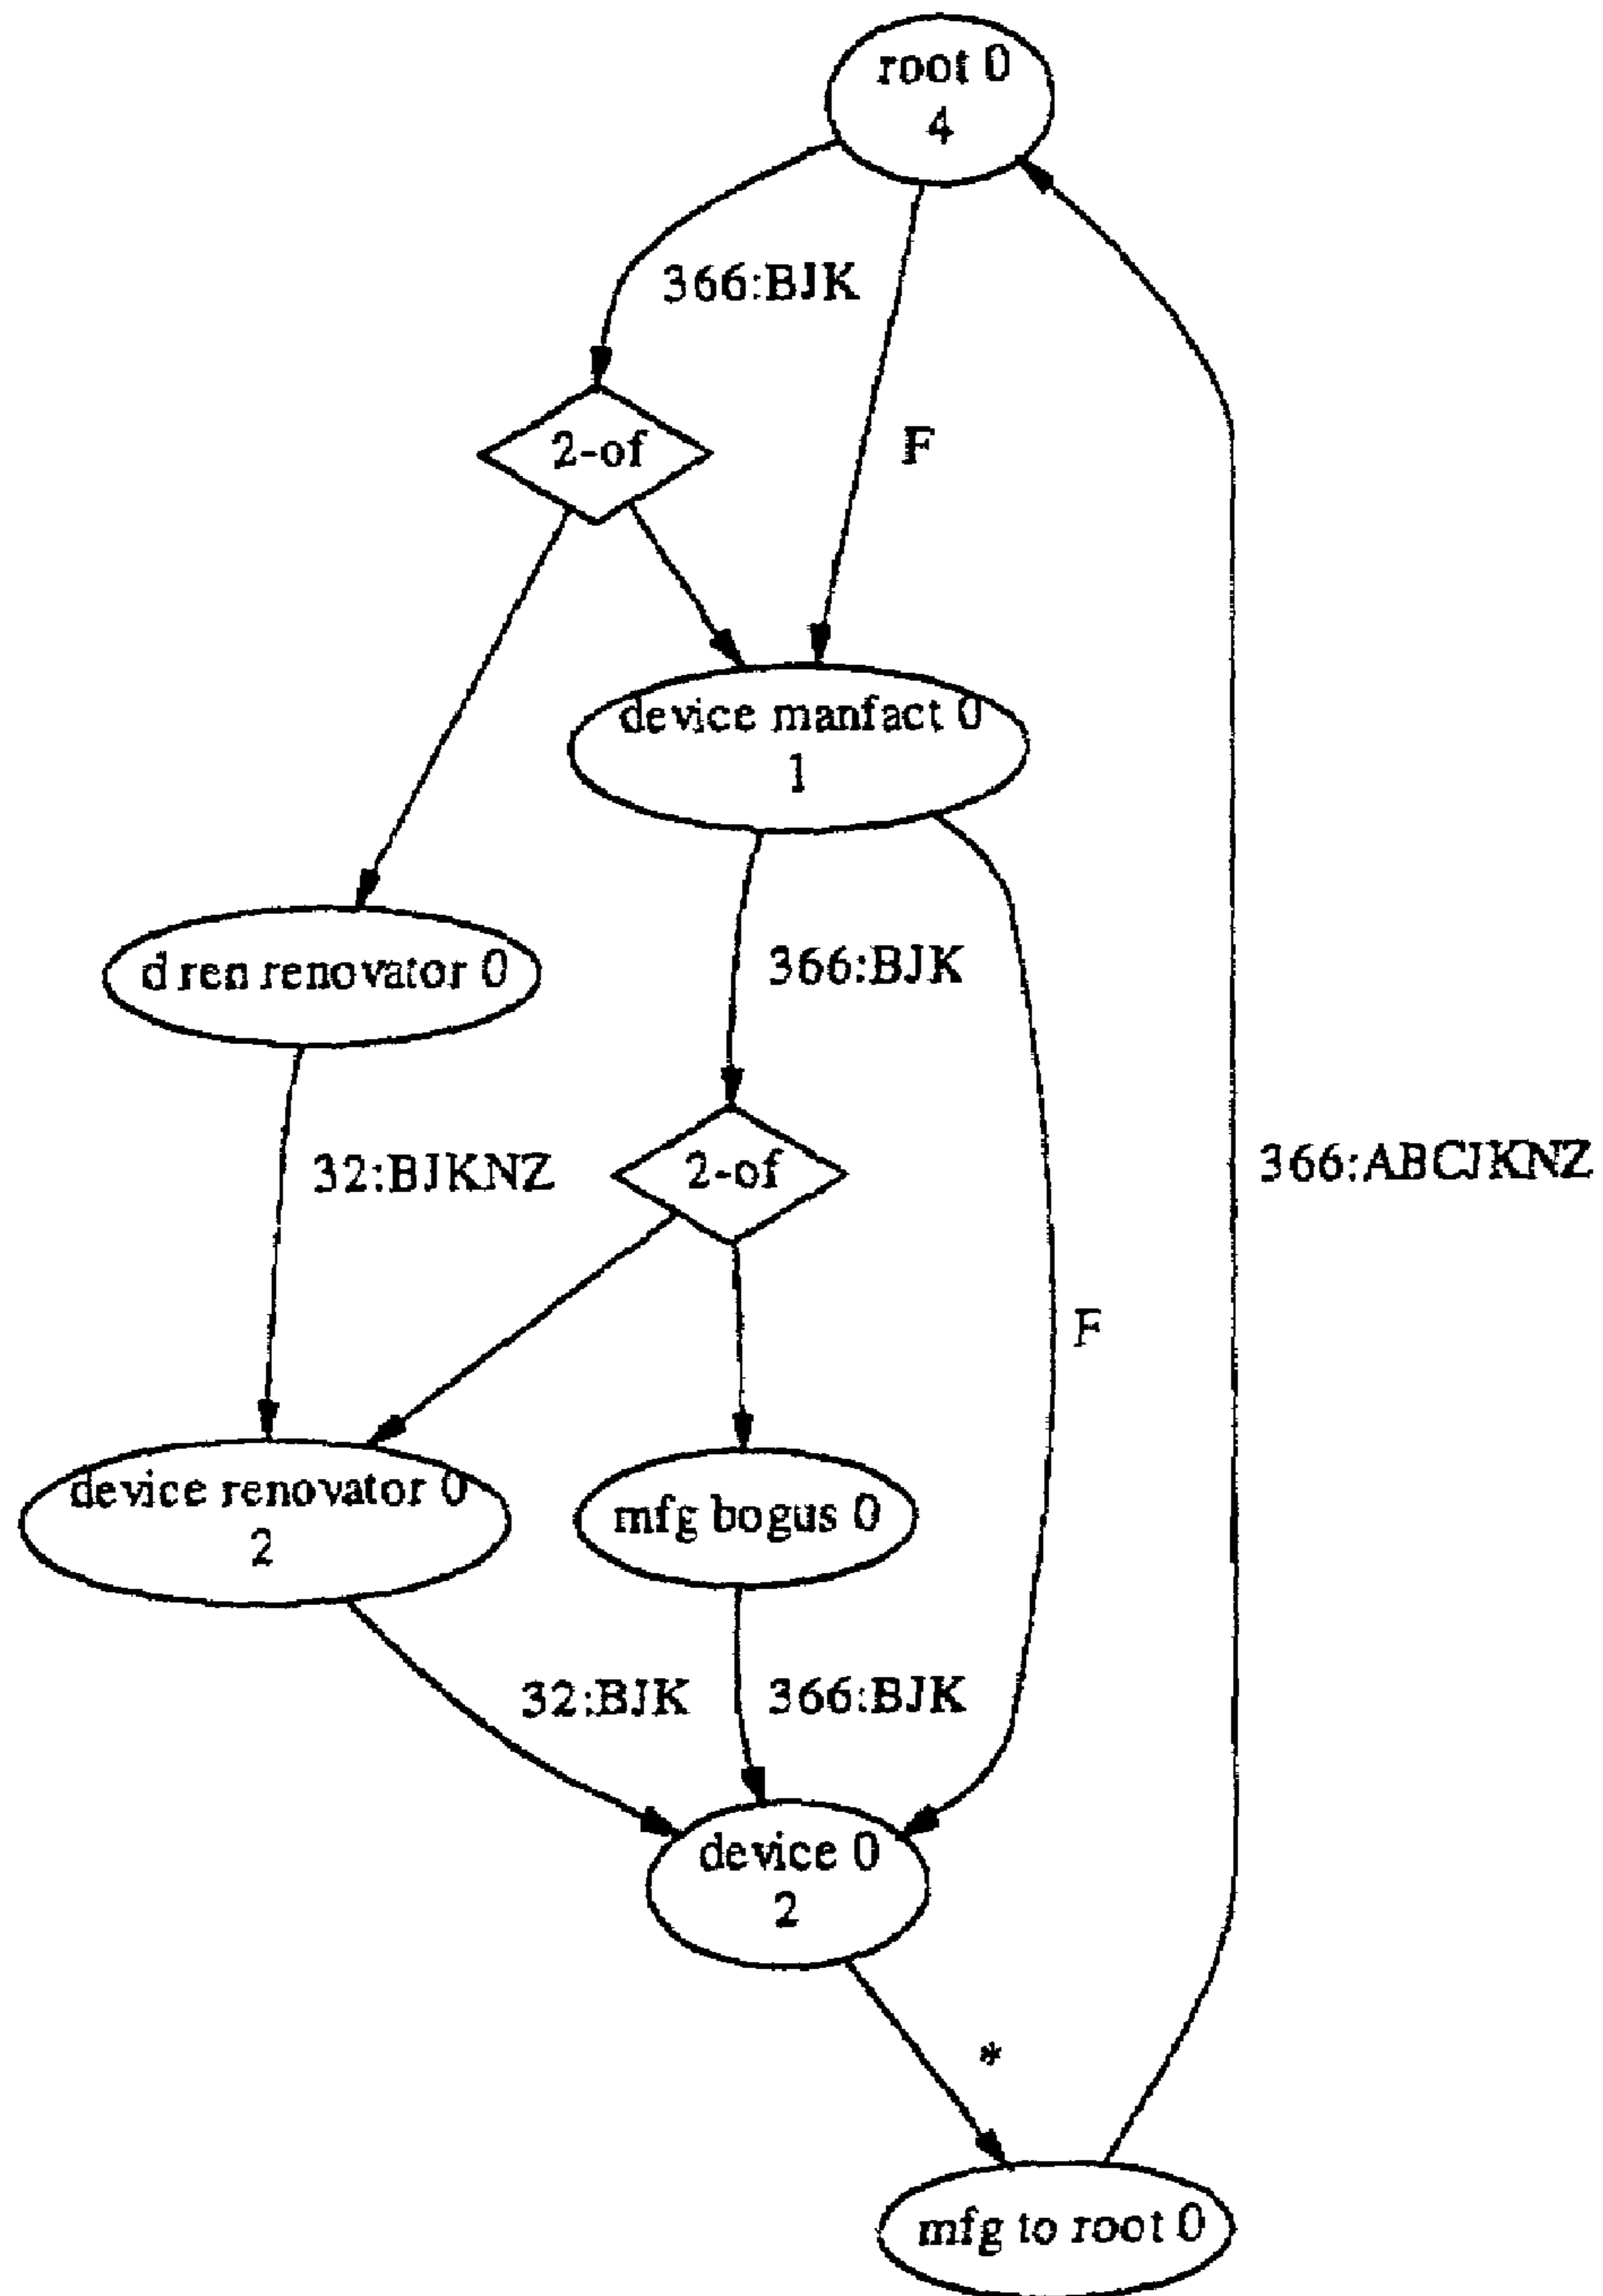 root 0
4
366:BJK
F
2-of
device manfact 0
1
d ren renovator 0
366:BJK
32:BJKNZ
2-of
366:ABCJKNZ
F
device renovator 0
2
mfg bogus 0
32:BJK
366:BJK
device 0
2
*
mfg to root 0